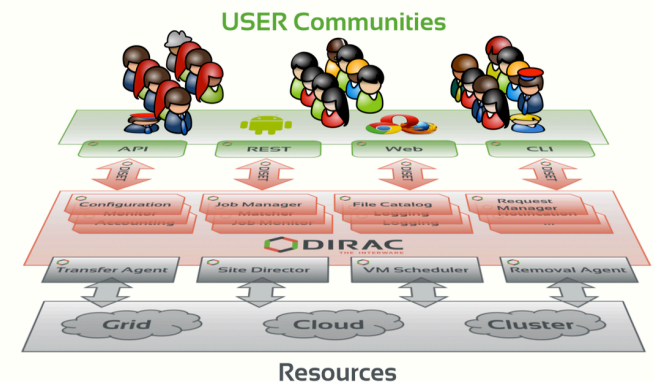 USER Communities
API REST Web CLI
DISET DISET DISET DISET
Configuration Job Manager File Catalog Request Manager
Monitor Matcher Logging Notification
Accounting Job Monitor Logging ...
DIRAC
THE INTERWARE
Transfer Agent Site Director VM Scheduler Removal Agent
Grid Cloud Cluster
Resources